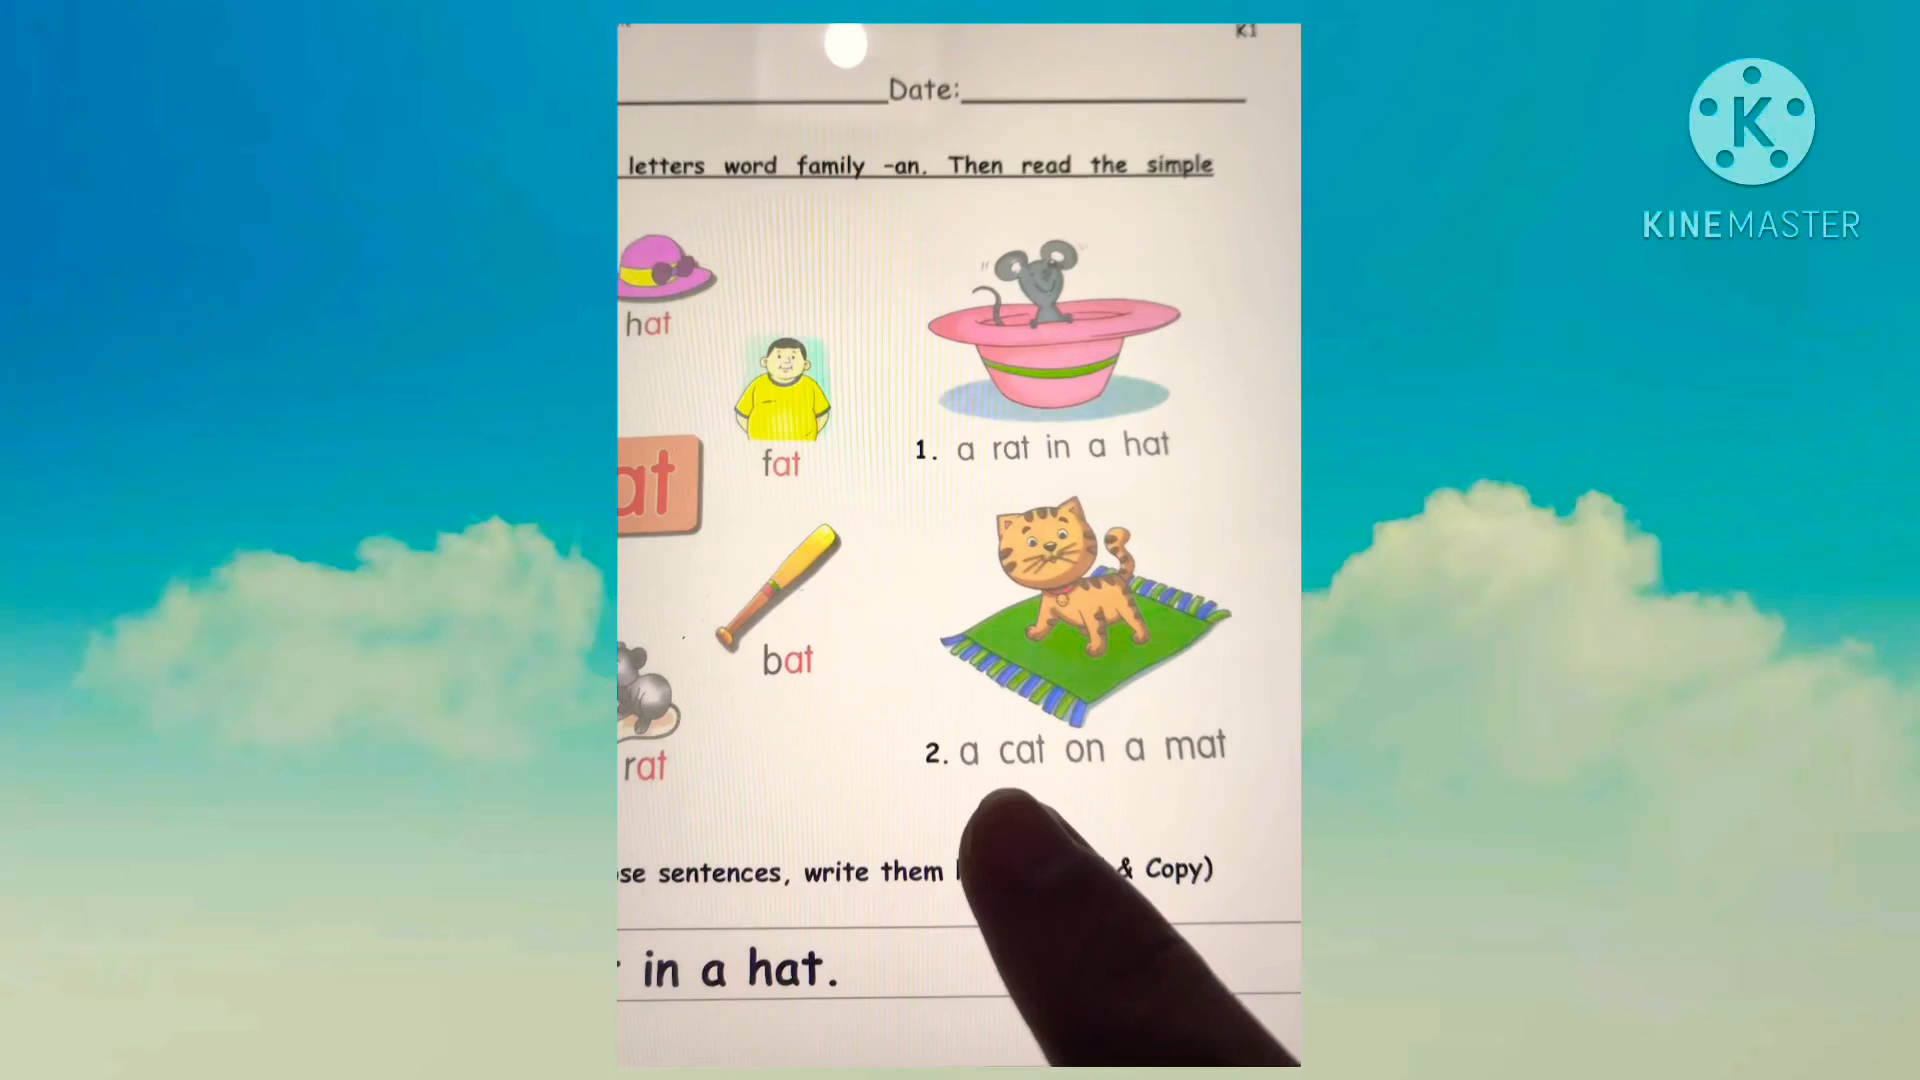 K1
Date:
letters word family -an. Then read the simple
hat
fat
at
bat
rat
1. a rat in a hat
2. a cat on a mat
sentences, write them & Copy)
in a hat.
K
KINEMASTER